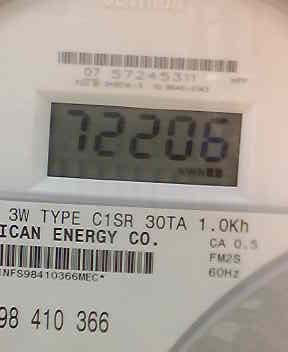 07 57245311
72206
3W TYPE C1SR 30TA 1.0Kh
ICAN ENERGY CO.
CA 0.5
FM2S
60Hz
INFS98410366MEC*
98 410 366